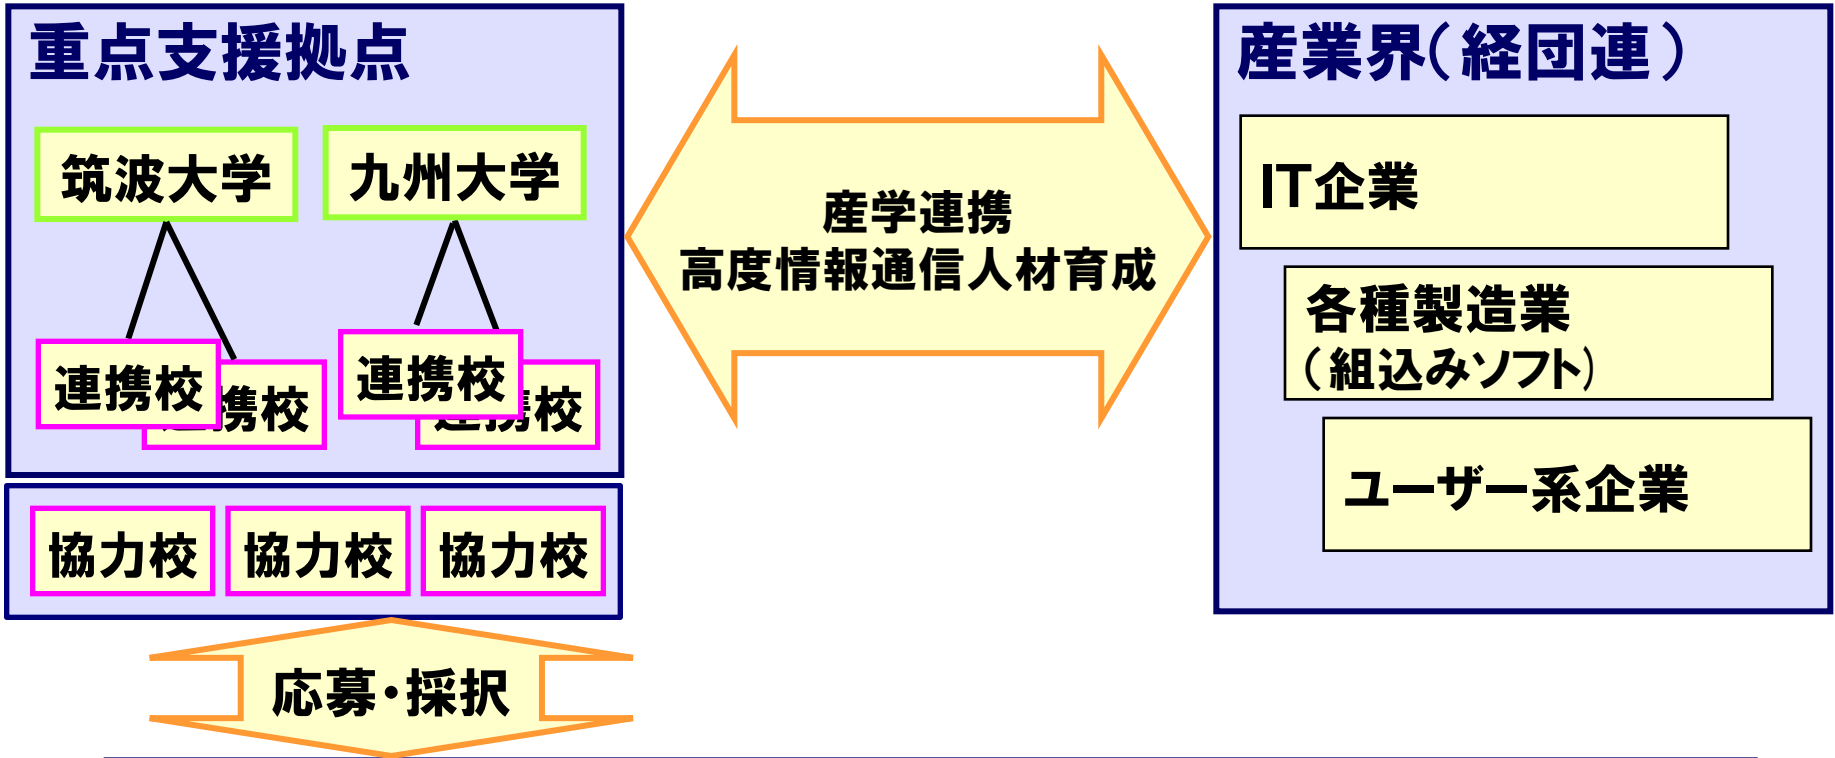 重点支援拠点
筑波大学
九州大学
連携校
携校
連携校
連携校
協力校
協力校
協力校
応募・採択
産学連携
高度情報通信人材育成
産業界（経団連）
IT企業
各種製造業
（組込みソフト）
ユーザー系企業